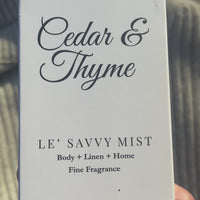 Cedar &
Thyme
LE' SAVVY MIST
Body + Linen + Home
Fine Fragrance